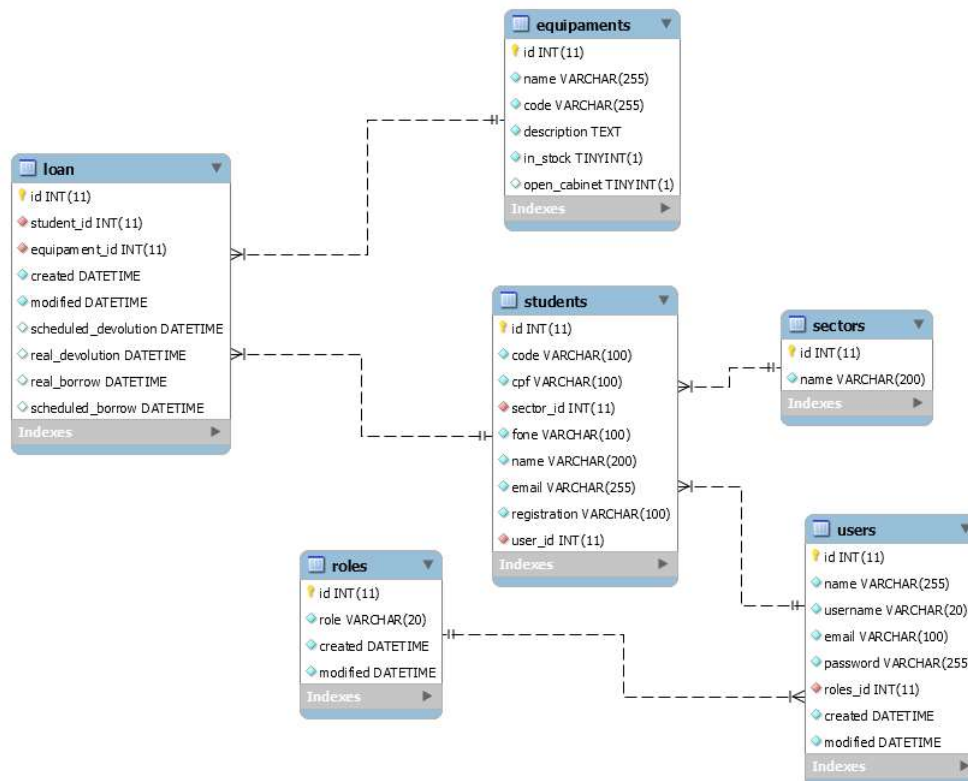 equipaments
id INT(11)
name VARCHAR(255)
code VARCHAR(255)
description TEXT
in_stock TINYINT(1)
open_cabinet TINYINT(1)
Indexes
loan
id INT(11)
student_id INT(11)
equipament_id INT(11)
created DATETIME
modified DATETIME
scheduled_devolution DATETIME
real_devolution DATETIME
real_borrow DATETIME
scheduled_borrow DATETIME
Indexes
students
id INT(11)
code VARCHAR(100)
cpf VARCHAR(100)
sector_id INT(11)
fone VARCHAR(100)
name VARCHAR(200)
email VARCHAR(255)
registration VARCHAR(100)
user_id INT(11)
Indexes
sectors
id INT(11)
name VARCHAR(200)
Indexes
roles
id INT(11)
role VARCHAR(20)
created DATETIME
modified DATETIME
Indexes
users
id INT(11)
name VARCHAR(255)
username VARCHAR(20)
email VARCHAR(100)
password VARCHAR(255
roles_id INT(11)
created DATETIME
modified DATETIME
Indexes